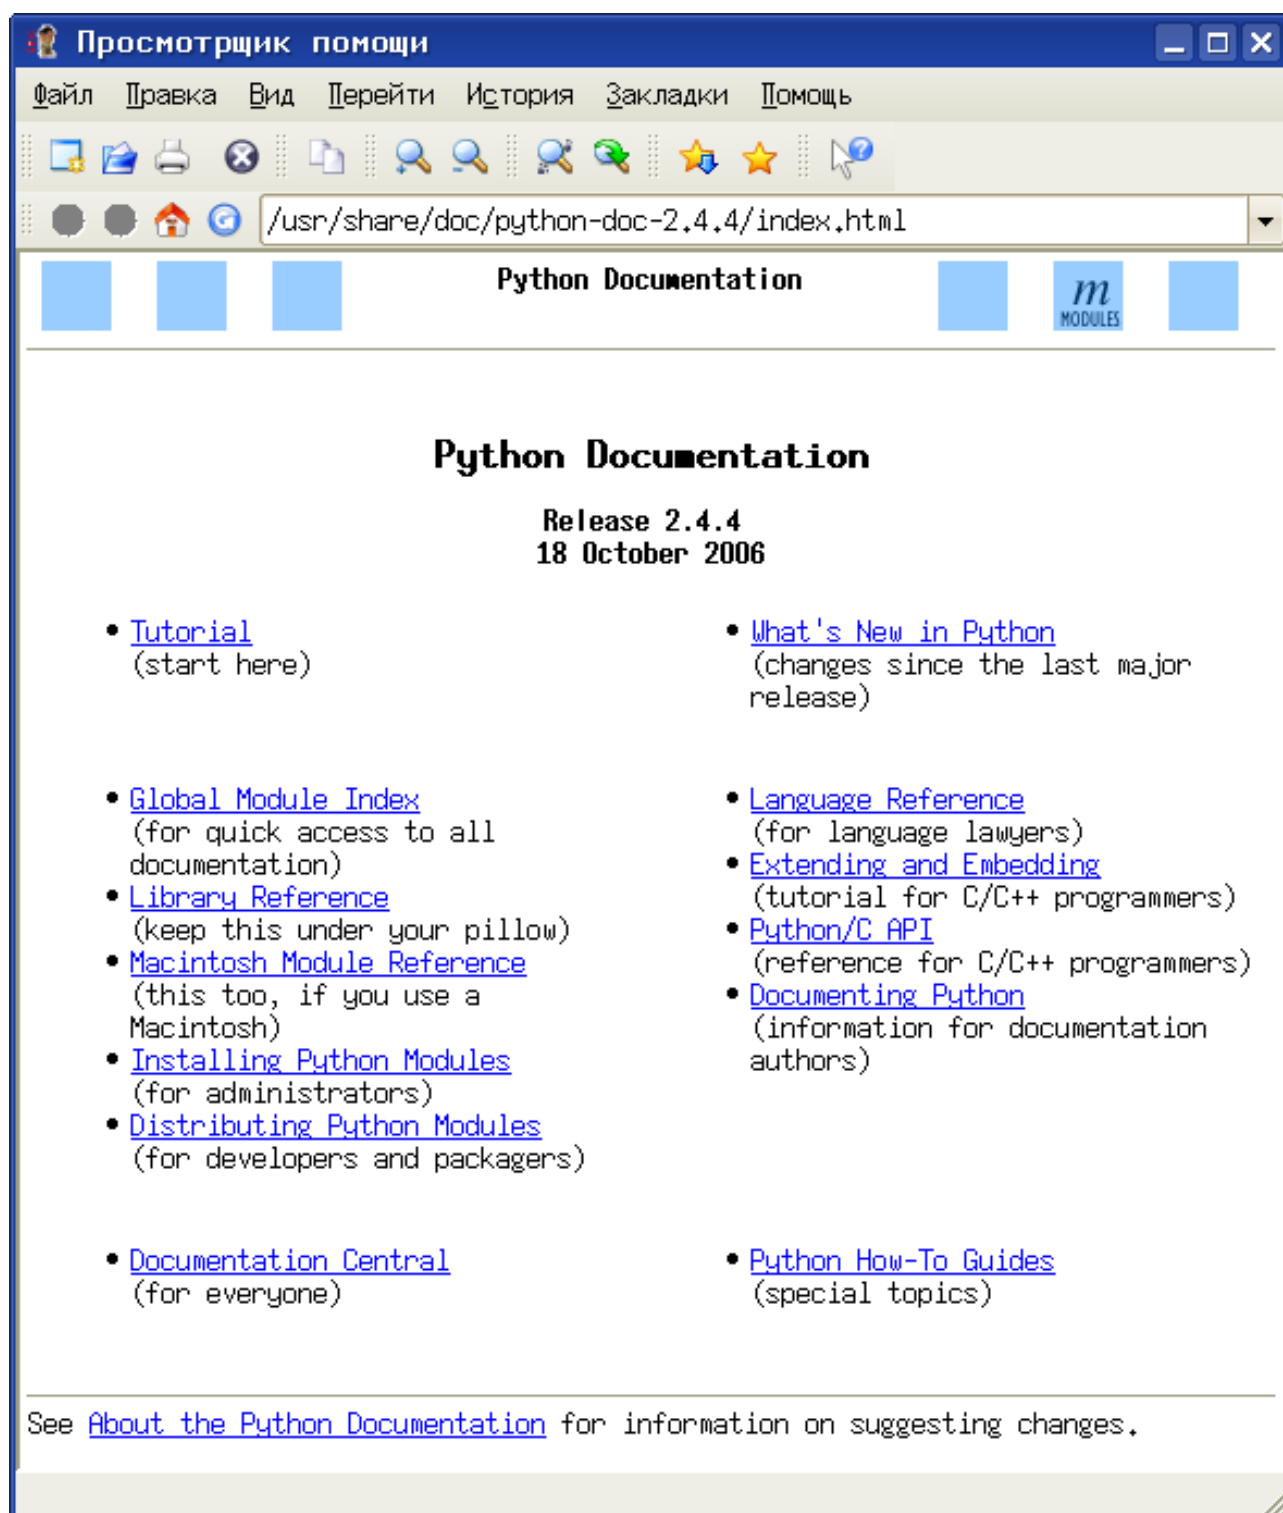 Просмотрщик помощи
Файл Правка Вид Перейти История Закладки Помощь
/usr/share/doc/python-doc-2.4.4/index.html
Python Documentation
m
MODULES
Python Documentation
Release 2.4.4
18 October 2006
Tutorial
(start here)
What's New in Python
(changes since the last major
release)
Global Module Index
(for quick access to all
documentation)
Library Reference
(keep this under your pillow)
Macintosh Module Reference
(this too, if you use a
Macintosh)
Installing Python Modules
(for administrators)
Distributing Python Modules
(for developers and packagers)
Language Reference
(for language lawyers)
Extending and Embedding
(tutorial for C/C++ programmers)
Python/C API
(reference for C/C++ programmers)
Documenting Python
(information for documentation
authors)
Documentation Central
(for everyone)
Python How-To Guides
(special topics)
See About the Python Documentation for information on suggesting changes.